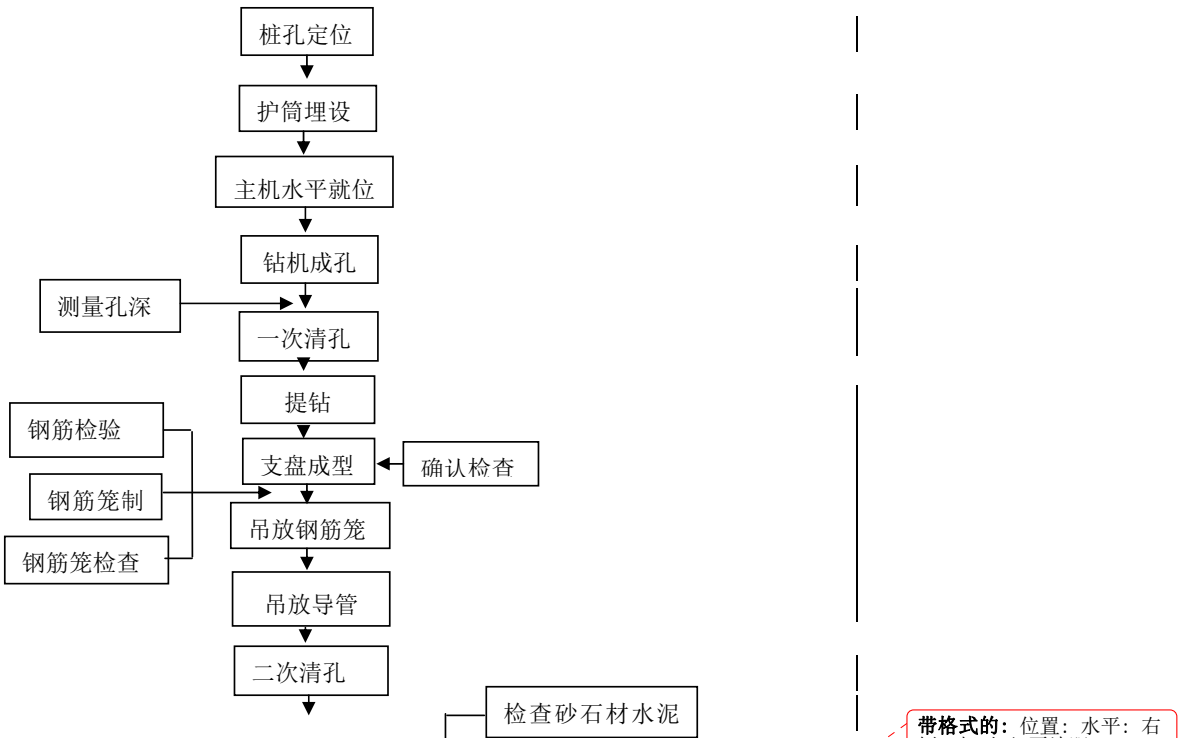 桩孔定位
护筒埋设
主机水平就位
钻机成孔
测量孔深
一次清孔
提钻
钢筋检验
支盘成型
确认检查
钢筋笼制
吊放钢筋笼
钢筋笼检查
吊放导管
二次清孔
检查砂石材水泥
带格式的: 位置: 水平: 右